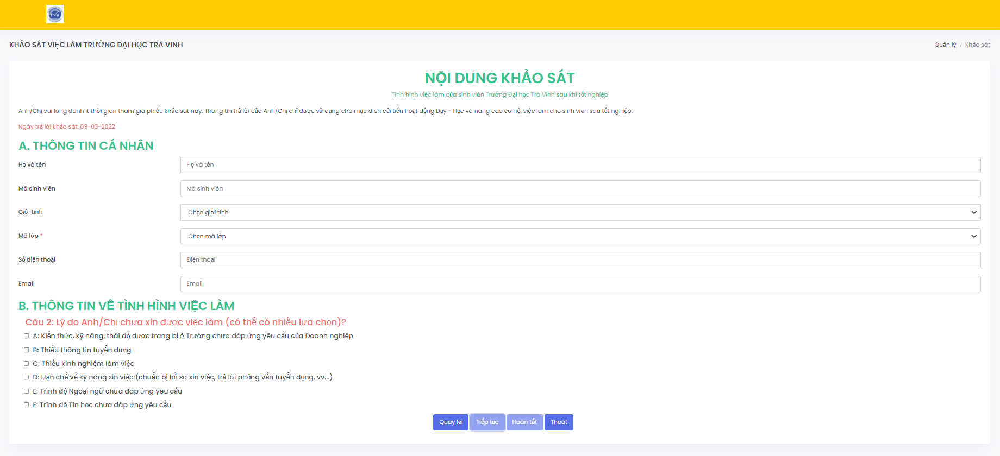 TVU
KHẢO SÁT VIỆC LÀM TRƯỜNG ĐẠI HỌC TRÀ VINH
Quản lý / Khảo sát
NỘI DUNG KHẢO SÁT
Tình hình việc làm của sinh viên Trường Đại học Trà Vinh sau khi tốt nghiệp
Anh/Chị vui lòng dành ít thời gian tham gia phiếu khảo sát này. Thông tin trả lời của Anh/Chị chỉ được sử dụng cho mục đích cải tiến hoạt động Dạy - Học và nâng cao cơ hội việc làm cho sinh viên sau tốt nghiệp.
Ngày trả lời khảo sát: 09-03-2022
A. THÔNG TIN CÁ NHÂN
Họ và tên Họ và tên
Mã sinh viên Mã sinh viên
Giới tính Chọn giới tính
Mã lớp * Chọn mã lớp
Số điện thoại Điện thoại
Email Email
B. THÔNG TIN VỀ TÌNH HÌNH VIỆC LÀM
Câu 2: Lý do Anh/Chị chưa xin được việc làm (có thể có nhiều lựa chọn)?
A: Kiến thức, kỹ năng, thái độ được trang bị ở Trường chưa đáp ứng yêu cầu của Doanh nghiệp
B: Thiếu thông tin tuyển dụng
C: Thiếu kinh nghiệm làm việc
D: Hạn chế về kỹ năng xin việc (chuẩn bị hồ sơ xin việc, trả lời phỏng vấn tuyển dụng, vv...)
E: Trình độ Ngoại ngữ chưa đáp ứng yêu cầu
F: Trình độ Tin học chưa đáp ứng yêu cầu
Quay lại Tiếp tục Hoàn tất Thoát